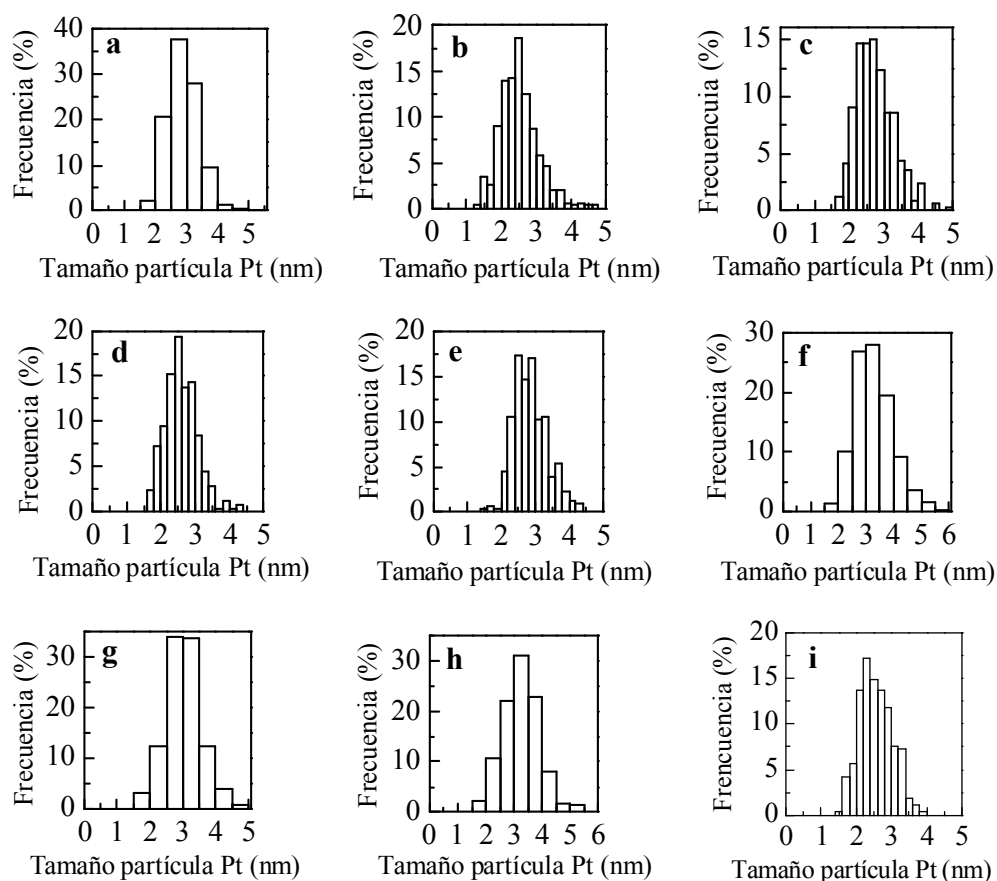 a
Frecuencia (%)
40
30
20
10
0
0 1 2 3 4 5
Tamaño partícula Pt (nm)
b
Frecuencia (%)
20
15
10
5
0
0 1 2 3 4 5
Tamaño partícula Pt (nm)
c
Frecuencuia (%)
15
10
5
0
0 1 2 3 4 5
Tamaño partícula Pt (nm)
d
Frecuencia (%)
20
15
10
5
0
0 1 2 3 4 5
Tamaño partícula Pt (nm)
e
Frecuencia (%)
20
15
10
5
0
0 1 2 3 4 5
Tamaño partícula Pt (nm)
f
Frecuencia (%)
30
20
10
0
0 1 2 3 4 5 6
Tamaño partícula Pt (nm)
g
Frecuencia (%)
30
20
10
0
0 1 2 3 4 5
Tamaño partícula Pt (nm)
h
Frecuencia (%)
30
20
10
0
0 1 2 3 4 5 6
Tamaño partícula Pt (nm)
i
Frencuencia (%)
20
15
10
5
0
0 1 2 3 4 5
Tamaño partícula Pt (nm)